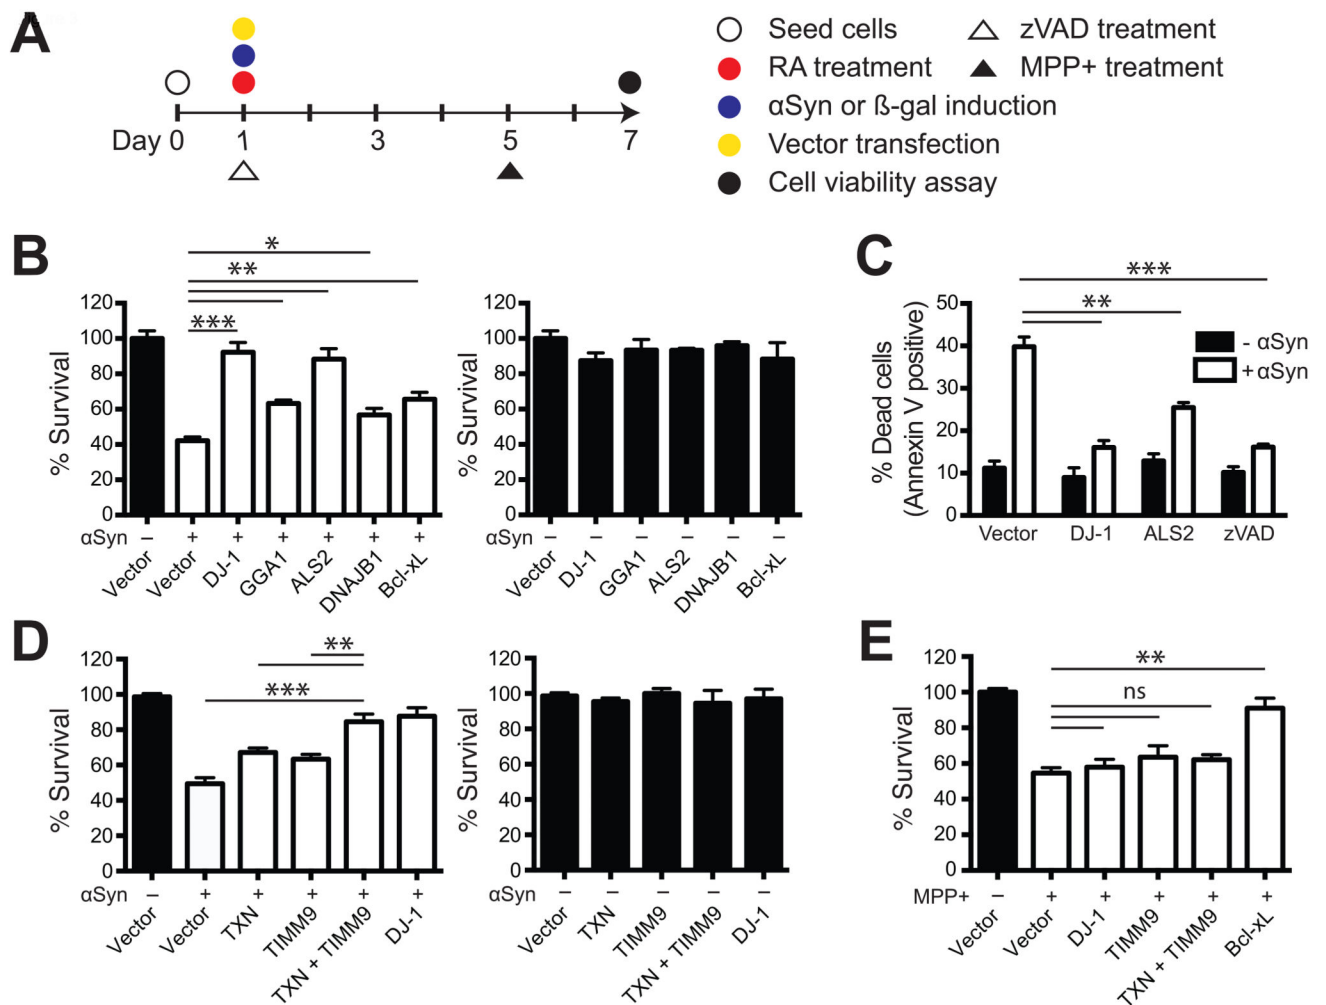 A
Seed cells
RA treatment
αSyn or ß-gal induction
Vector transfection
Cell viability assay
zVAD treatment
MPP+ treatment
Day 0 1 3 5 7
B
*
**
***
% Survival
120
100
80
60
40
20
0
αSyn – + + + + + +
Vector Vector DJ-1 GGA1 ALS2 DNAJB1 Bcl-xL
% Survival
120
100
80
60
40
20
0
αSyn – – – – – –
Vector DJ-1 GGA1 ALS2 DNAJB1 Bcl-xL
C
***
**
% Dead cells
(Annexin V positive)
50
40
30
20
10
0
- αSyn
+ αSyn
Vector DJ-1 ALS2 zVAD
D
**
***
% Survival
120
100
80
60
40
20
0
αSyn – + + + + +
Vector Vector TXN TIMM9 TXN + TIMM9 DJ-1
% Survival
120
100
80
60
40
20
0
αSyn – – – – –
Vector TXN TIMM9 TXN + TIMM9 DJ-1
E
**
ns
% Survival
120
100
80
60
40
20
0
MPP+ – + + + + +
Vector Vector DJ-1 TIMM9 TXN + TIMM9 Bcl-xL